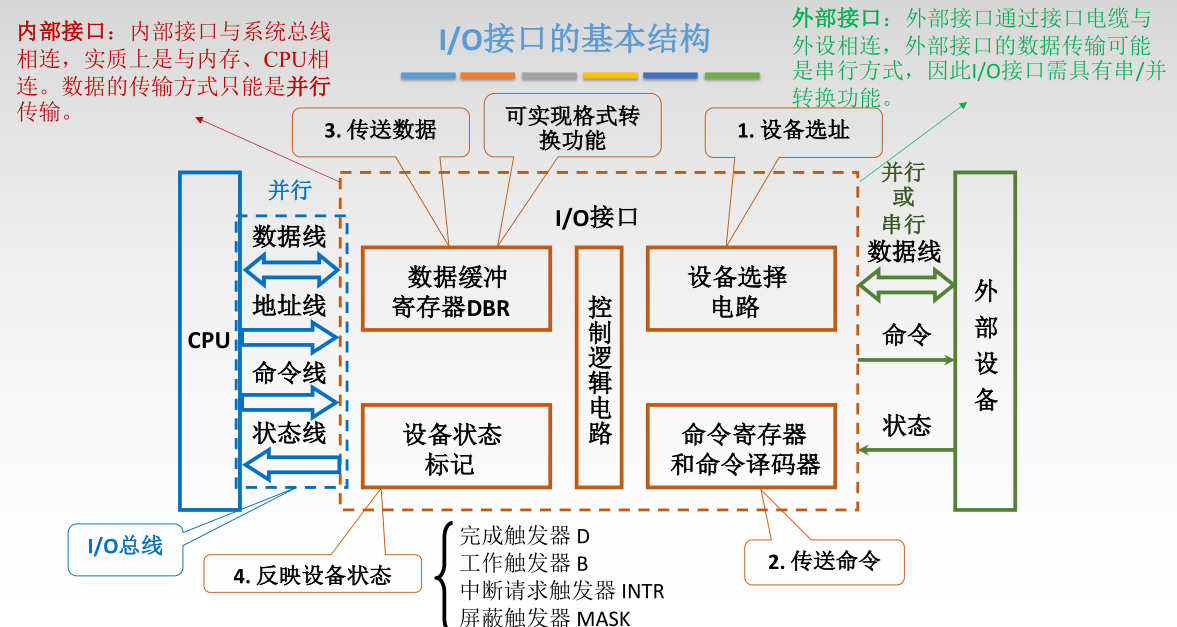 I/O接口的基本结构
内部接口：内部接口与系统总线
相连，实质上是与内存、CPU相
连。数据的传输方式只能是并行
传输。
外部接口：外部接口通过接口电缆与
外设相连，外部接口的数据传输可能
是串行方式，因此I/O接口需具有串/并
转换功能。
3. 传送数据
可实现格式转
换功能
1. 设备选址
并行
数据线
地址线
命令线
状态线
CPU
I/O总线
I/O接口
数据缓冲
寄存器DBR
控制逻辑电路
设备选择
电路
设备状态
标记
命令寄存器
和命令译码器
并行
或
串行
数据线
命令
状态
外部设备
4. 反映设备状态
完成触发器 D
工作触发器 B
中断请求触发器 INTR
屏蔽触发器 MASK
2. 传送命令